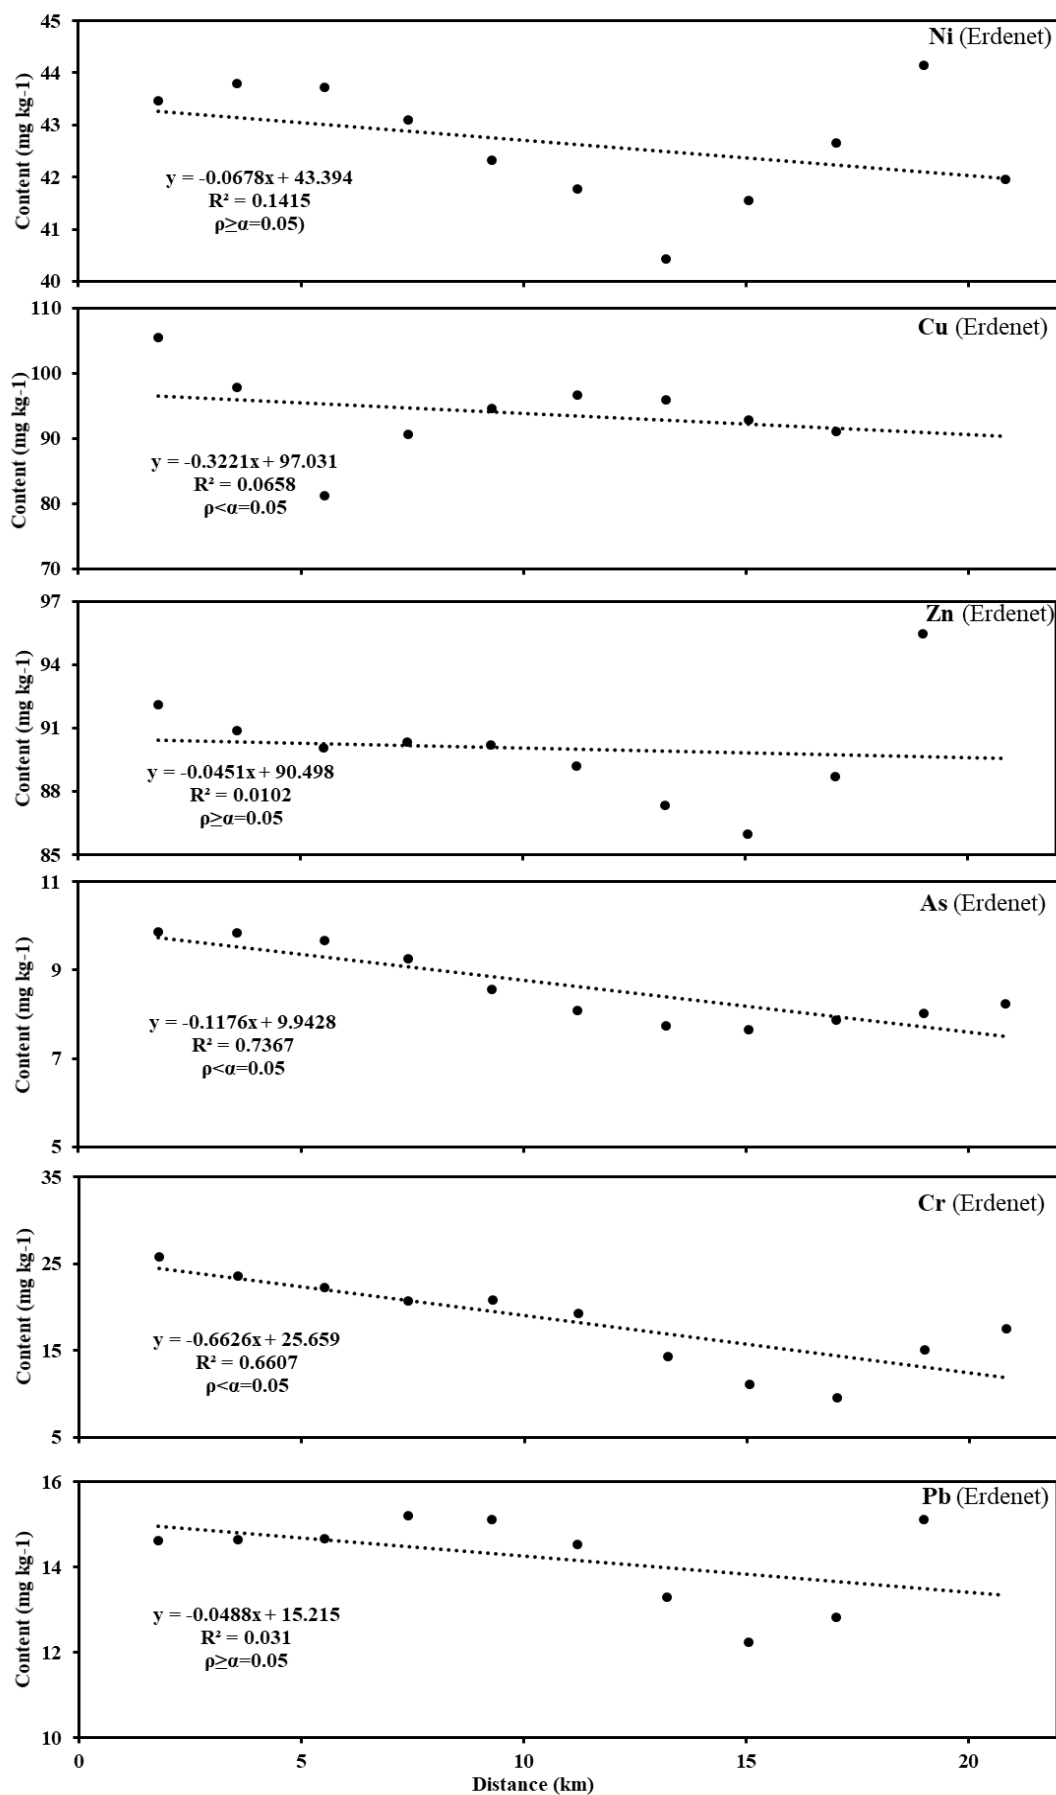 Ni (Erdenet)
Content (mg kg-1)
45
44
43
42
41
40
y = -0.0678x + 43.394
R² = 0.1415
ρ≥α=0.05)
Cu (Erdenet)
Content (mg kg-1)
110
100
90
80
70
y = -0.3221x + 97.031
R² = 0.0658
ρ<α=0.05
Zn (Erdenet)
Content (mg kg-1)
97
94
91
88
85
y = -0.0451x + 90.498
R² = 0.0102
ρ≥α=0.05
As (Erdenet)
Content (mg kg-1)
11
9
7
5
y = -0.1176x + 9.9428
R² = 0.7367
ρ<α=0.05
Cr (Erdenet)
Content (mg kg-1)
35
25
15
5
y = -0.6626x + 25.659
R² = 0.6607
ρ<α=0.05
Pb (Erdenet)
Content (mg kg-1)
16
14
12
10
y = -0.0488x + 15.215
R² = 0.031
ρ≥α=0.05
0 5 10 15 20
Distance (km)